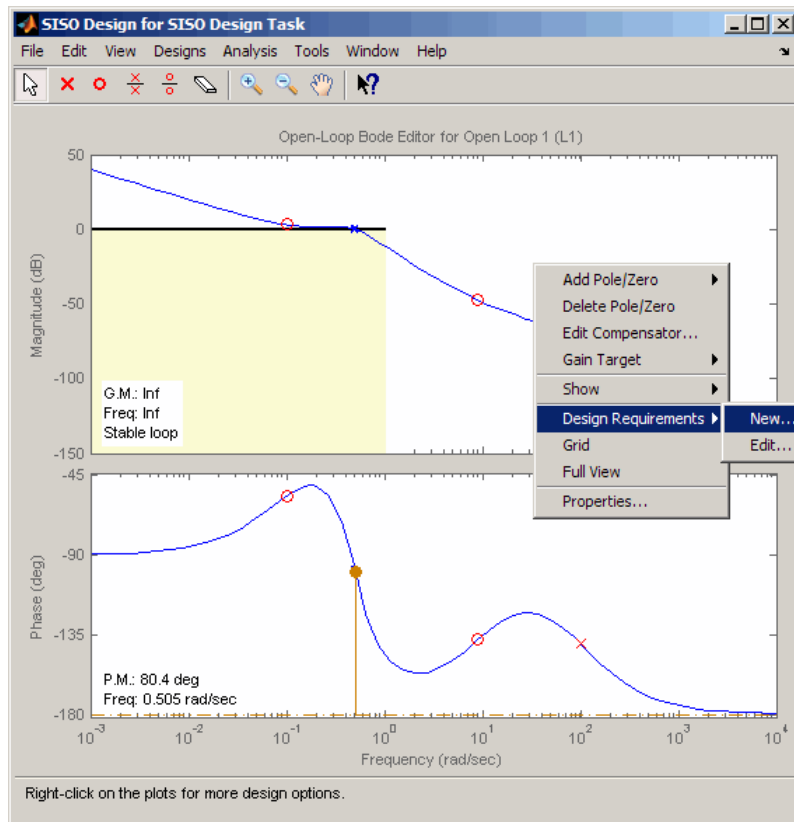 SISO Design for SISO Design Task
File Edit View Designs Analysis Tools Window Help
Open-Loop Bode Editor for Open Loop 1 (L1)
50
0
-50
-100
-150
Magnitude (dB)
G.M.: Inf
Freq: Inf
Stable loop
Add Pole/Zero
Delete Pole/Zero
Edit Compensator...
Gain Target
Show
Design Requirements
New...
Grid
Edit...
Full View
Properties...
-45
-90
-135
-180
Phase (deg)
P.M.: 80.4 deg
Freq: 0.505 rad/sec
10^-3 10^-2 10^-1 10^0 10^1 10^2 10^3 10^4
Frequency (rad/sec)
Right-click on the plots for more design options.